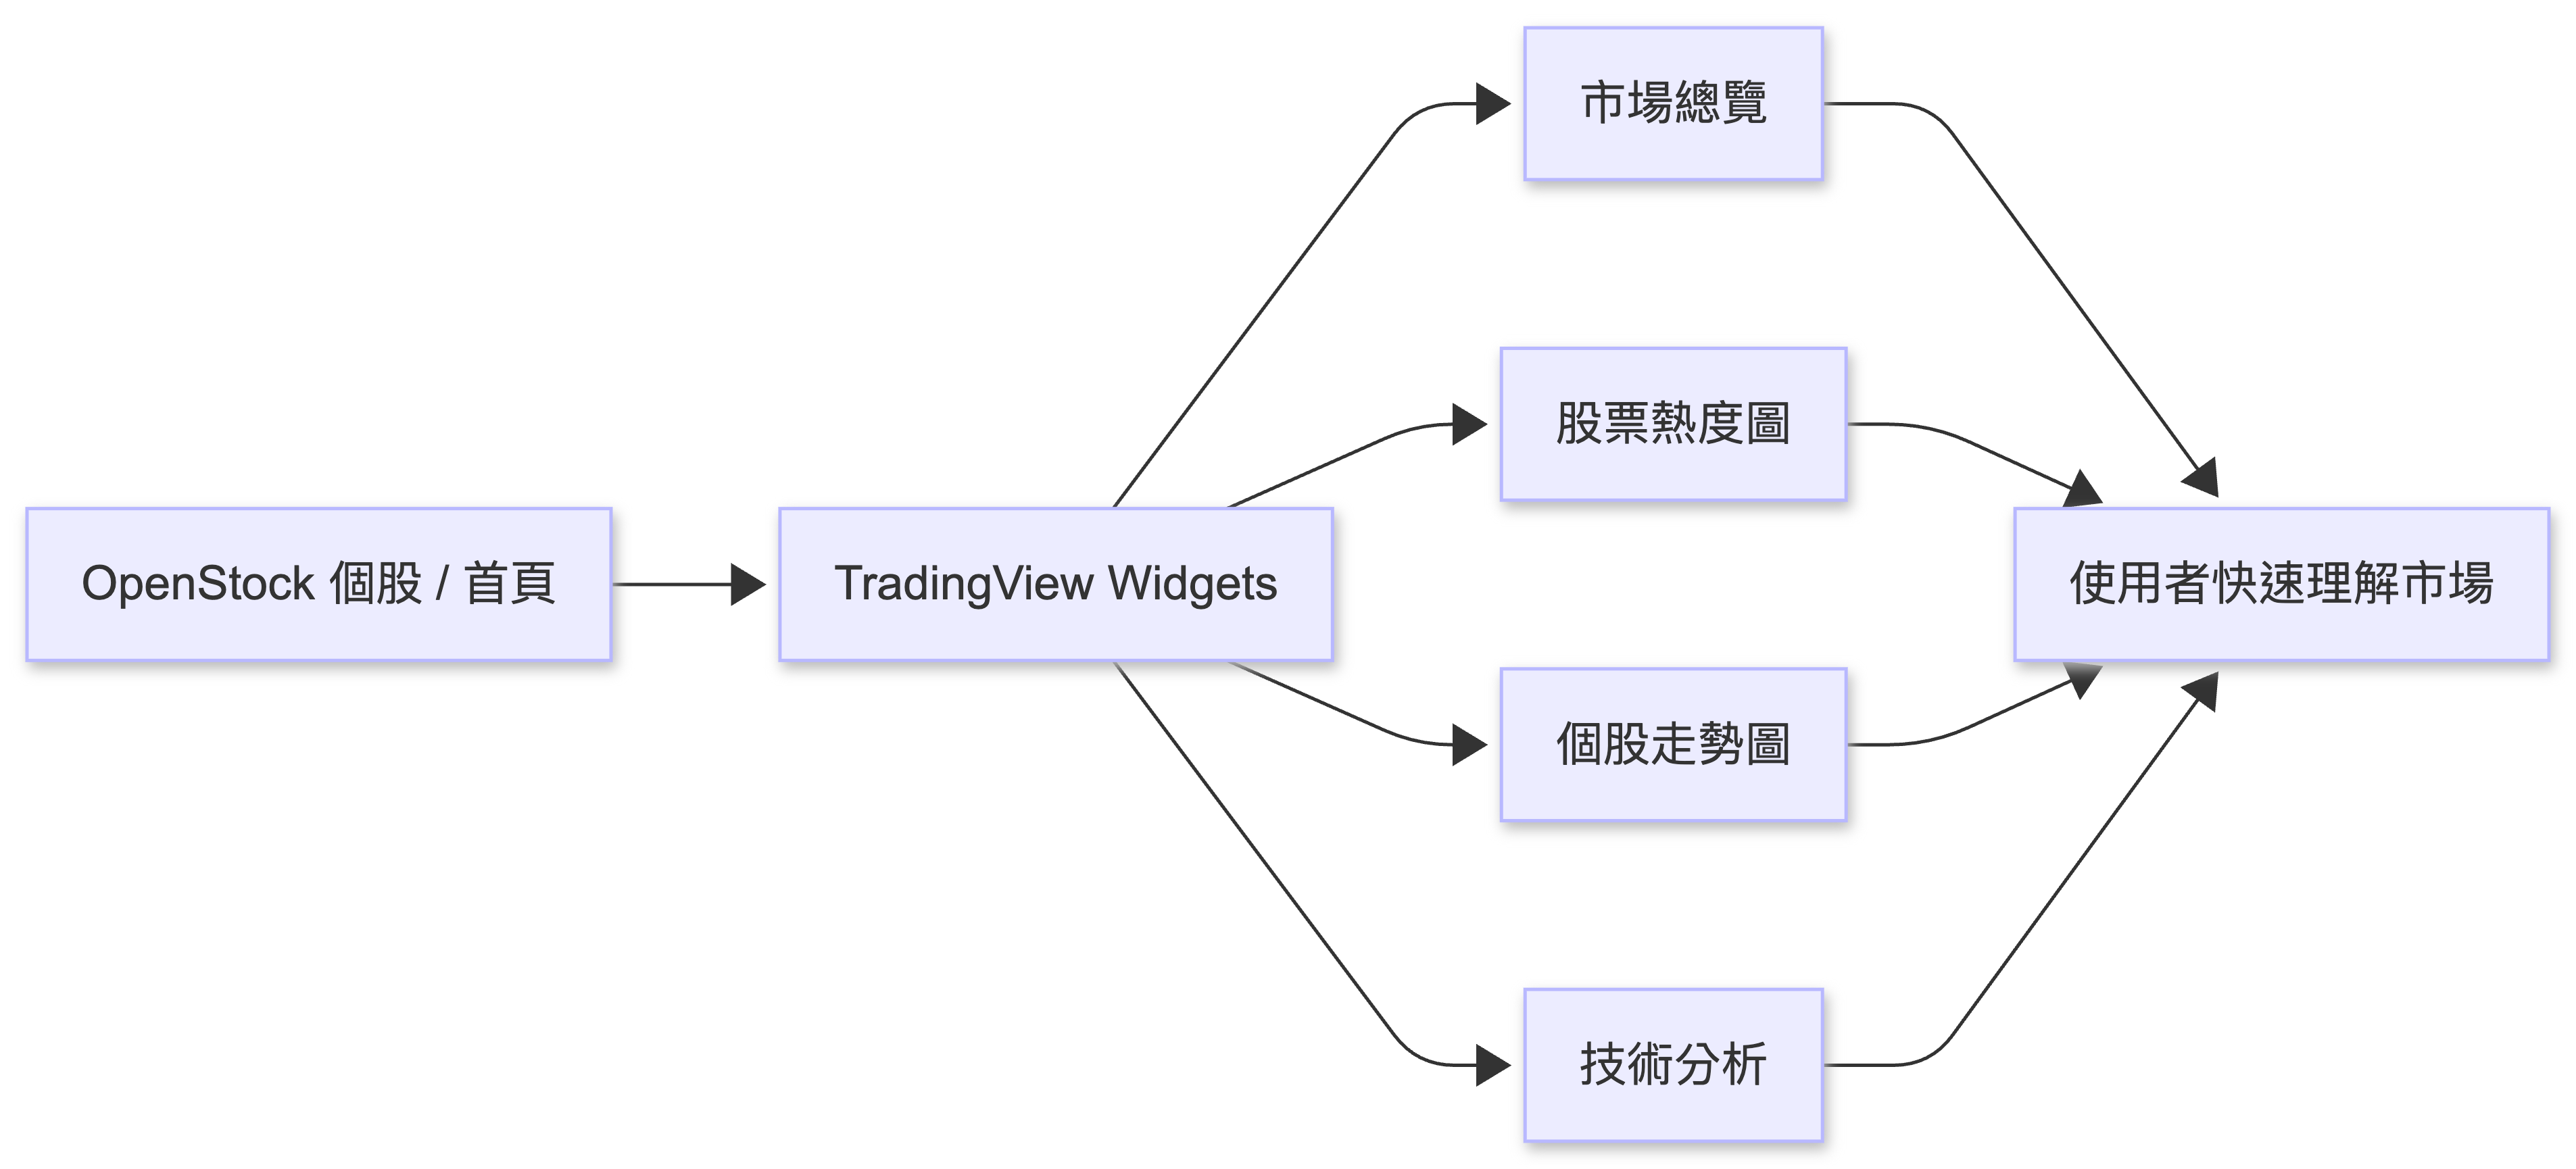 OpenStock 個股 / 首頁
TradingView Widgets
市場總覽
股票熱度圖
個股走勢圖
技術分析
使用者快速理解市場